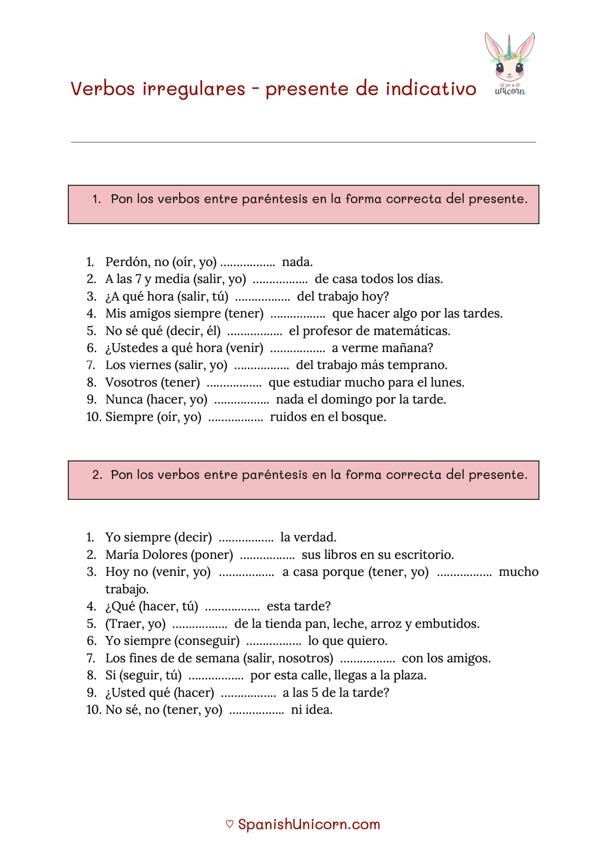 I'M A
unicorn
Verbos irregulares - presente de indicativo
1. Pon los verbos entre paréntesis en la forma correcta del presente.
1. Perdón, no (oír, yo) ................. nada.
2. A las 7 y media (salir, yo) ................. de casa todos los días.
3. ¿A qué hora (salir, tú) ................. del trabajo hoy?
4. Mis amigos siempre (tener) ................. que hacer algo por las tardes.
5. No sé qué (decir, él) ................. el profesor de matemáticas.
6. ¿Ustedes a qué hora (venir) ................. a verme mañana?
7. Los viernes (salir, yo) ................. del trabajo más temprano.
8. Vosotros (tener) ................. que estudiar mucho para el lunes.
9. Nunca (hacer, yo) ................. nada el domingo por la tarde.
10. Siempre (oír, yo) ................. ruidos en el bosque.
2. Pon los verbos entre paréntesis en la forma correcta del presente.
1. Yo siempre (decir) ................. la verdad.
2. María Dolores (poner) ................. sus libros en su escritorio.
3. Hoy no (venir, yo) ................. a casa porque (tener, yo) ................. mucho
trabajo.
4. ¿Qué (hacer, tú) ................. esta tarde?
5. (Traer, yo) ................. de la tienda pan, leche, arroz y embutidos.
6. Yo siempre (conseguir) ................. lo que quiero.
7. Los fines de de semana (salir, nosotros) ................. con los amigos.
8. Si (seguir, tú) ................. por esta calle, llegas a la plaza.
9. ¿Usted qué (hacer) ................. a las 5 de la tarde?
10. No sé, no (tener, yo) ................. ni idea.
♡ SpanishUnicorn.com